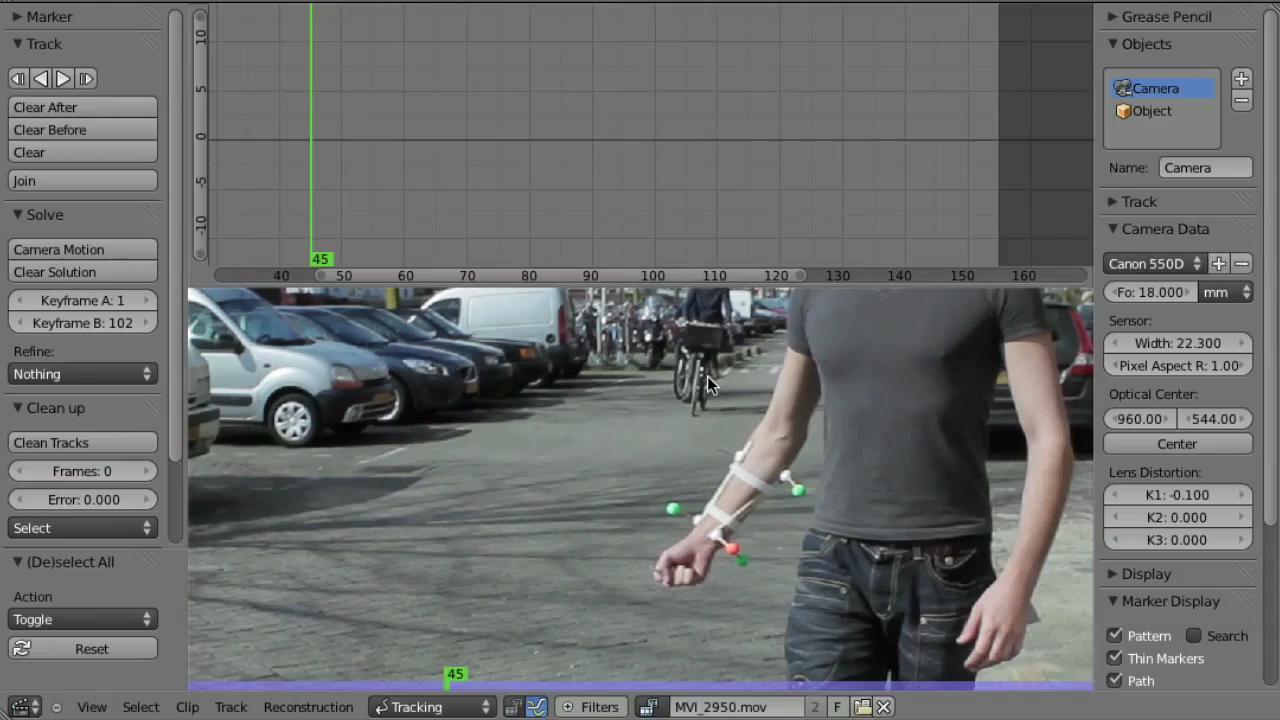 Marker
Track
Clear After
Clear Before
Clear
Join
Solve
Camera Motion
Clear Solution
Keyframe A: 1
Keyframe B: 102
Refine:
Nothing
Clean up
Clean Tracks
Frames: 0
Error: 0.000
Select
(De)select All
Action
Toggle
Reset
10
5
0
-5
-10
45
40 50 60 70 80 90 100 110 120 130 140 150 160
45
Grease Pencil
Objects
Camera
Object
Name: Camera
Track
Camera Data
Canon 550D
Fo: 18.000 mm
Sensor:
Width: 22.300
Pixel Aspect R: 1.00
Optical Center:
960.00 544.00
Center
Lens Distortion:
K1: -0.100
K2: 0.000
K3: 0.000
Display
Marker Display
Pattern Search
Thin Markers
Path
View Select Clip Track Reconstruction Tracking Filters MVI_2950.mov 2 F